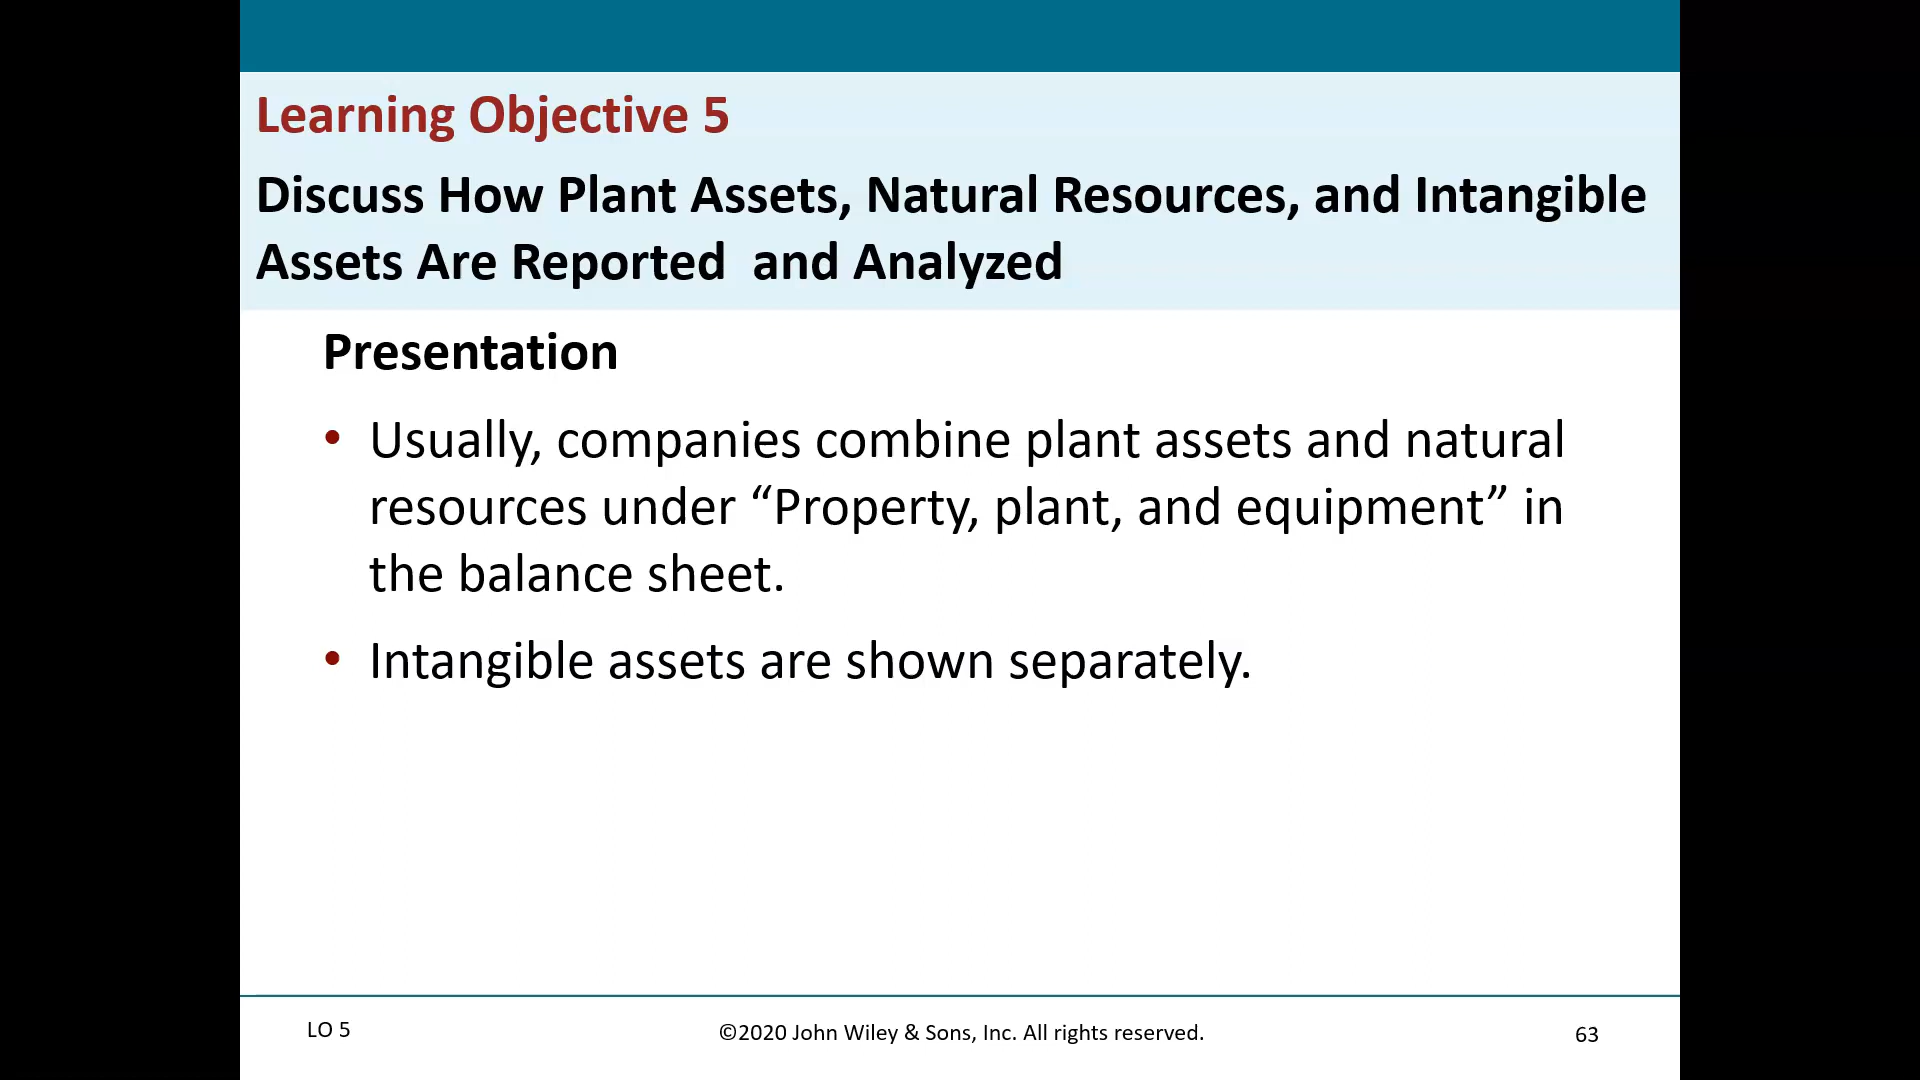 Learning Objective 5
Discuss How Plant Assets, Natural Resources, and Intangible
Assets Are Reported  and Analyzed
Presentation
• Usually, companies combine plant assets and natural
resources under “Property, plant, and equipment” in
the balance sheet.
• Intangible assets are shown separately.
LO 5
©2020 John Wiley & Sons, Inc. All rights reserved.
63